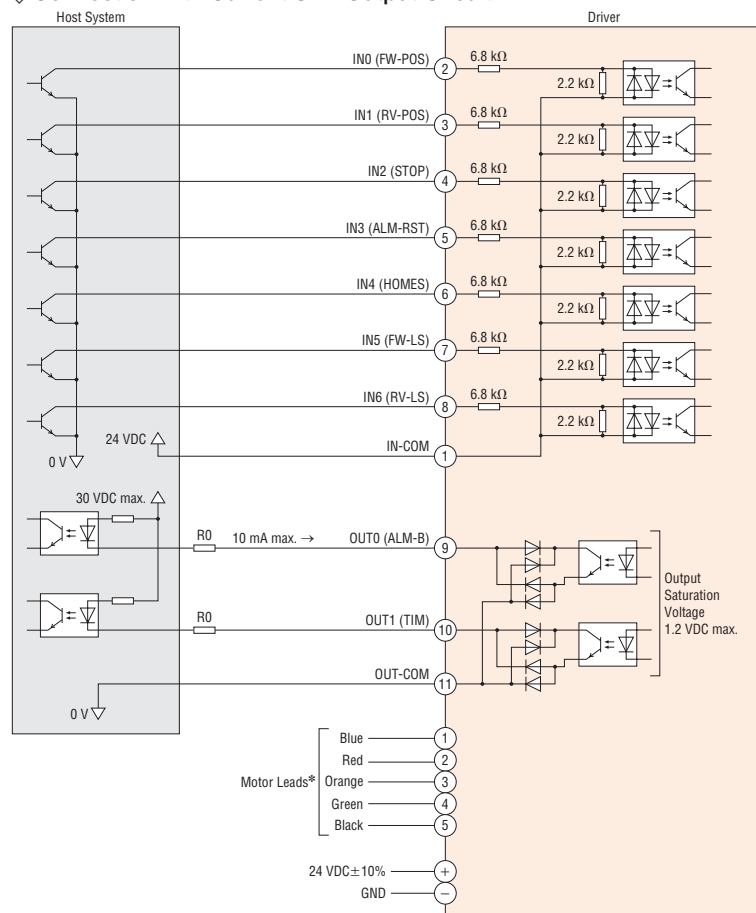 Host System
Driver
IN0 (FW-POS)
2
6.8 kΩ
2.2 kΩ
IN1 (RV-POS)
3
6.8 kΩ
2.2 kΩ
IN2 (STOP)
4
6.8 kΩ
2.2 kΩ
IN3 (ALM-RST)
5
6.8 kΩ
2.2 kΩ
IN4 (HOMES)
6
6.8 kΩ
2.2 kΩ
IN5 (FW-LS)
7
6.8 kΩ
2.2 kΩ
IN6 (RV-LS)
8
6.8 kΩ
2.2 kΩ
24 VDC
0 V
IN-COM
1
30 VDC max.
R0
10 mA max. →
OUT0 (ALM-B)
9
R0
OUT1 (TIM)
10
Output
Saturation
Voltage
1.2 VDC max.
OUT-COM
11
0 V
Motor Leads*
Blue
1
Red
2
Orange
3
Green
4
Black
5
24 VDC±10%
+
GND
−